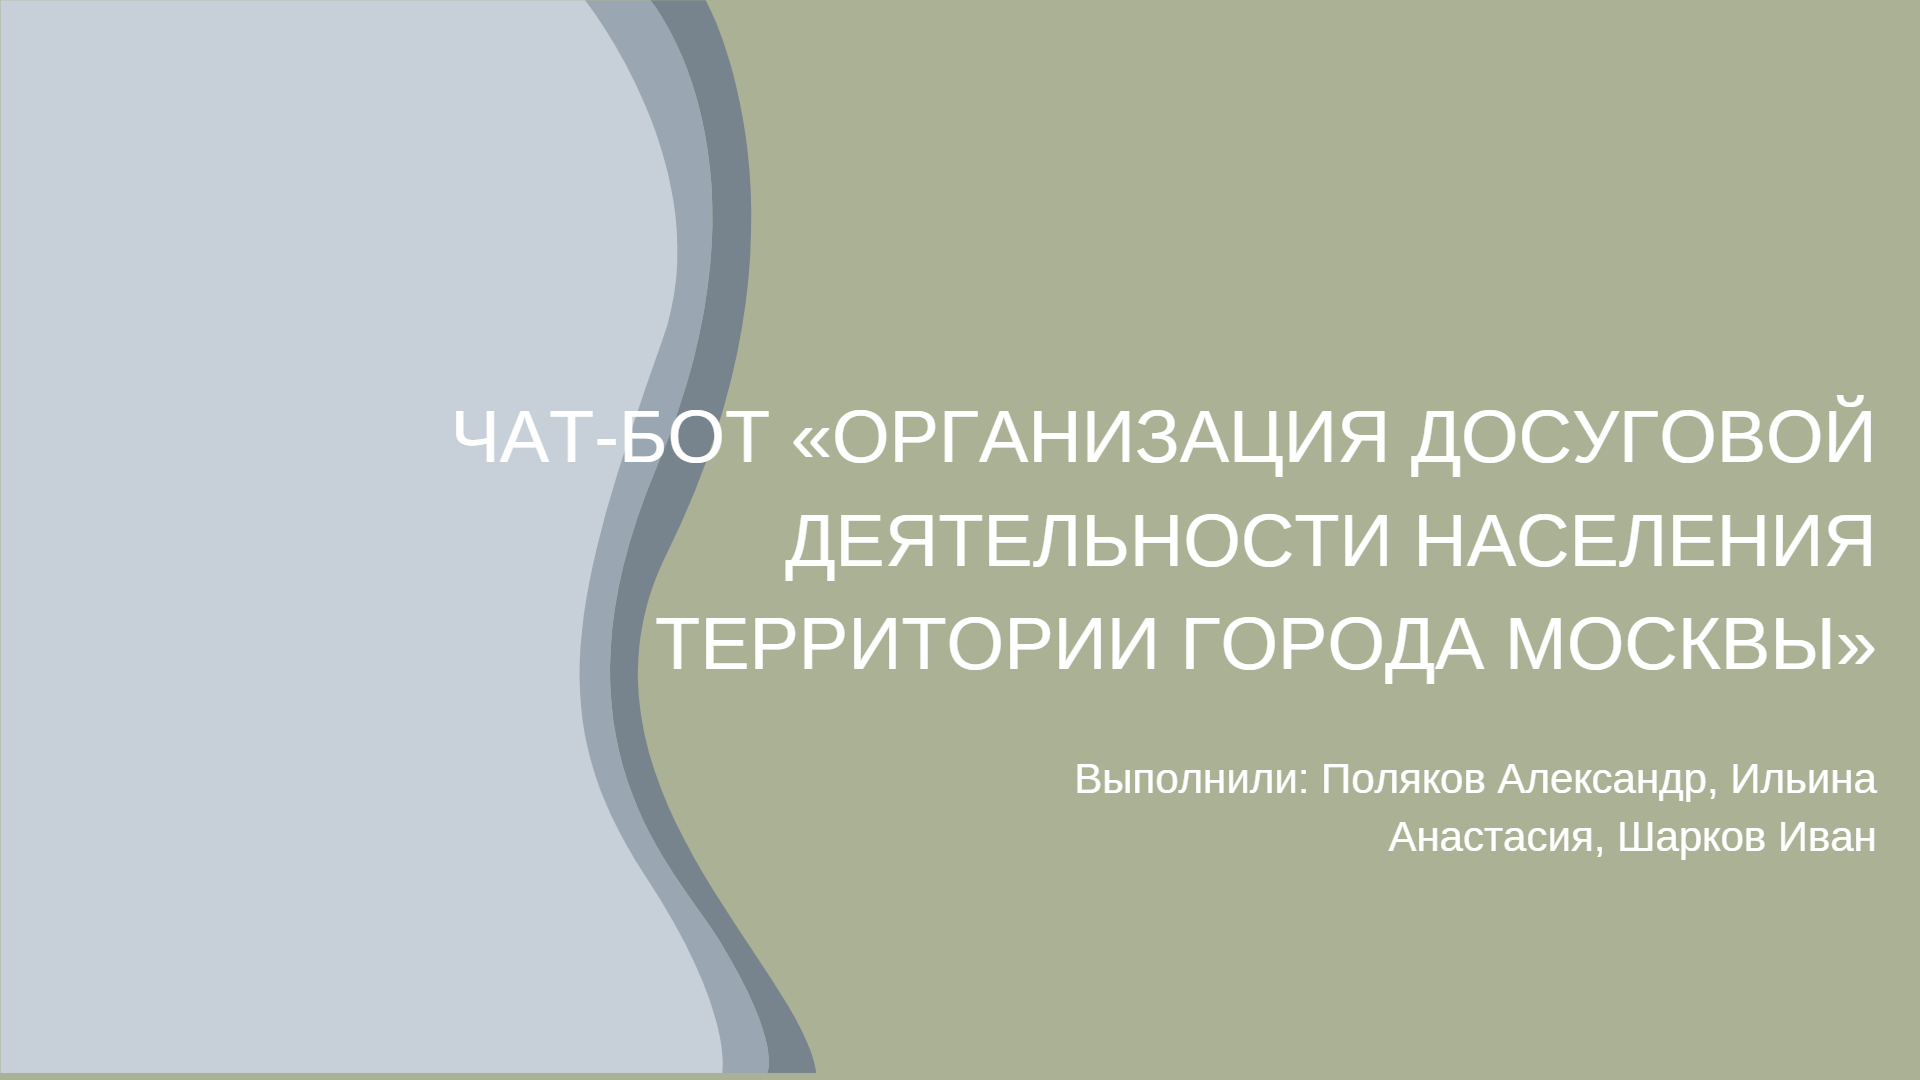 ЧАТ-БОТ «ОРГАНИЗАЦИЯ ДОСУГОВОЙ
ДЕЯТЕЛЬНОСТИ НАСЕЛЕНИЯ
ТЕРРИТОРИИ ГОРОДА МОСКВЫ»
Выполнили: Поляков Александр, Ильина
Анастасия, Шарков Иван